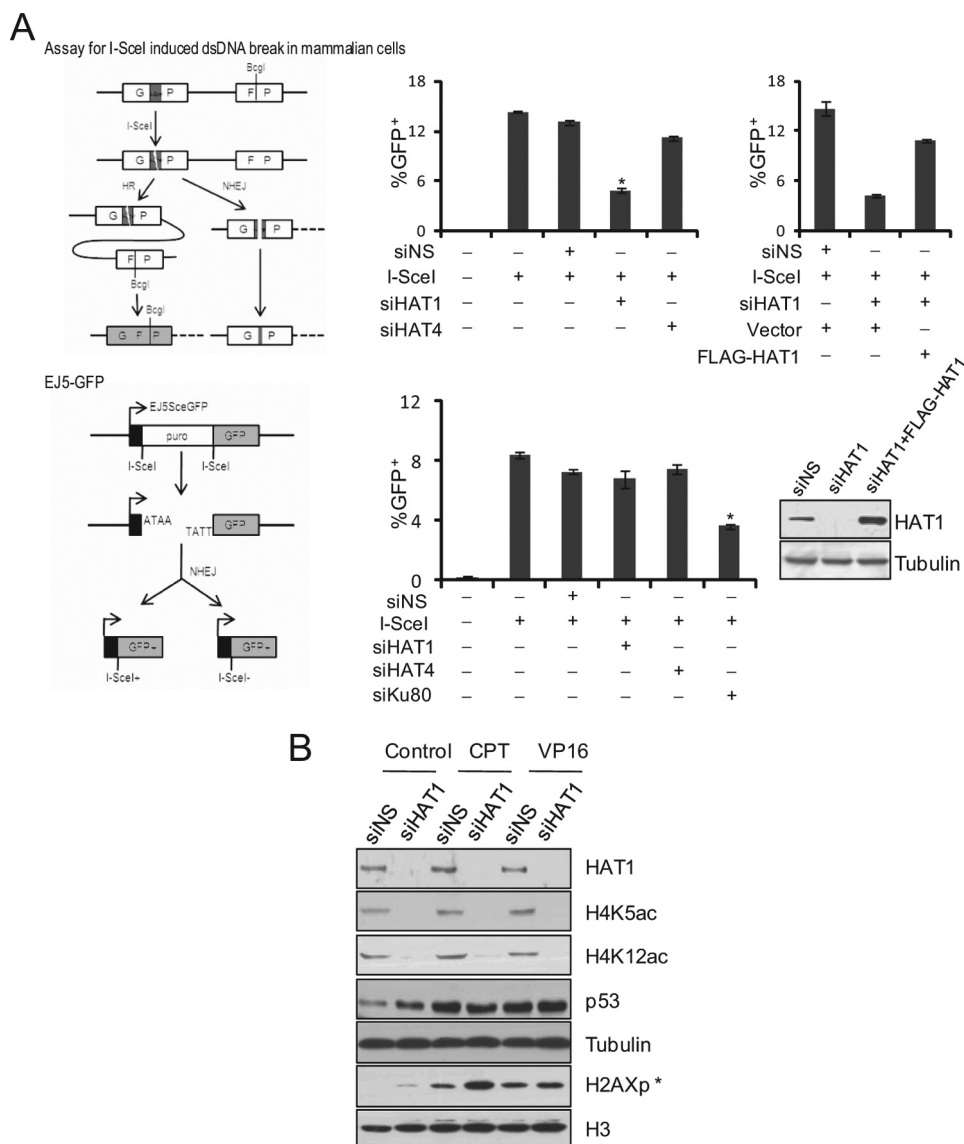 A
Assay for I-SceI induced dsDNA break in mammalian cells
BcgI
G P F P
I-SceI
G P F P
HR NHEJ
G P
G P
F P
BcgI
BcgI
G F P G P
18
12
6
0
%GFP+
siNS – – + – –
I-SceI – + + + +
siHAT1 – – – + –
siHAT4 – – – – +
*
18
12
6
0
%GFP+
siNS + – –
I-SceI + + +
siHAT1 – + +
Vector + + –
FLAG-HAT1 – – +
EJ5-GFP
EJ5SceGFP
puro GFP
I-SceI I-SceI
ATAA TATT GFP
NHEJ
GFP+ GFP+
I-SceI+ I-SceI-
12
8
4
0
%GFP+
*
siNS – – + – – –
I-SceI – + + + + +
siHAT1 – – – + – –
siHAT4 – – – – + –
siKu80 – – – – – +
siNS siHAT1 siHAT1+FLAG-HAT1
HAT1
Tubulin
B
Control CPT VP16
siNS siHAT1 siNS siHAT1 siNS siHAT1
HAT1
H4K5ac
H4K12ac
p53
Tubulin
H2AXp *
H3